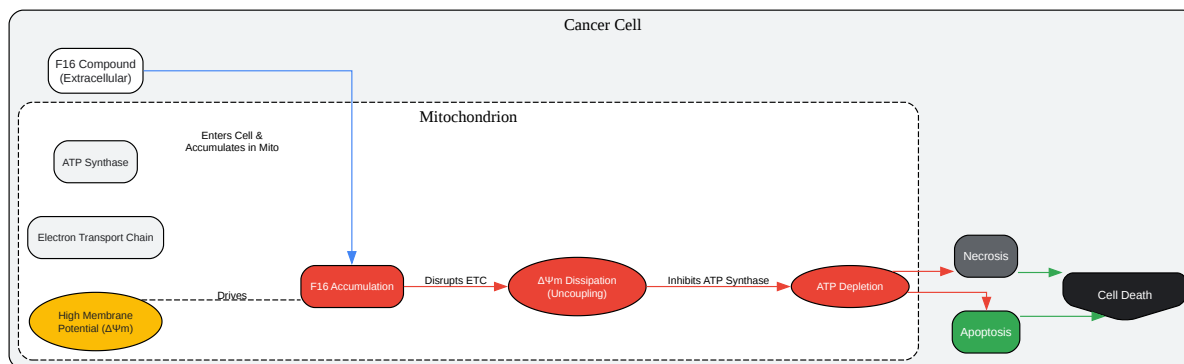 Cancer Cell
F16 Compound
(Extracellular)
Mitochondrion
Enters Cell &
Accumulates in Mito
ATP Synthase
Electron Transport Chain
High Membrane
Potential (ΔΨm)
Drives
F16 Accumulation
Disrupts ETC
ΔΨm Dissipation
(Uncoupling)
Inhibits ATP Synthase
ATP Depletion
Necrosis
Apoptosis
Cell Death